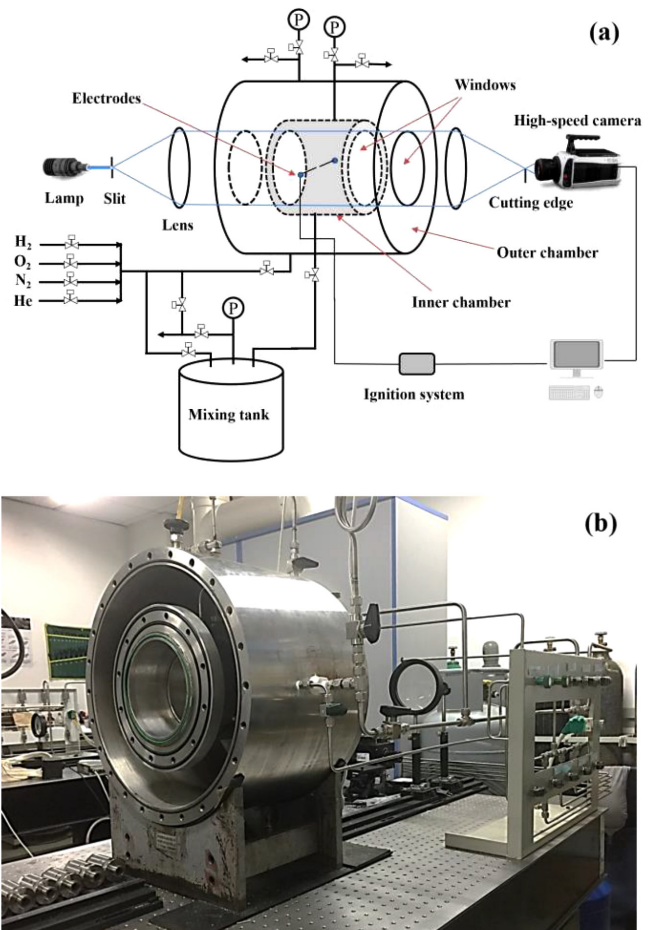 (a)
P
P
Electrodes
Windows
High-speed camera
Lamp
Slit
Lens
Cutting edge
Outer chamber
Inner chamber
H₂
O₂
N₂
He
P
Ignition system
Mixing tank
(b)